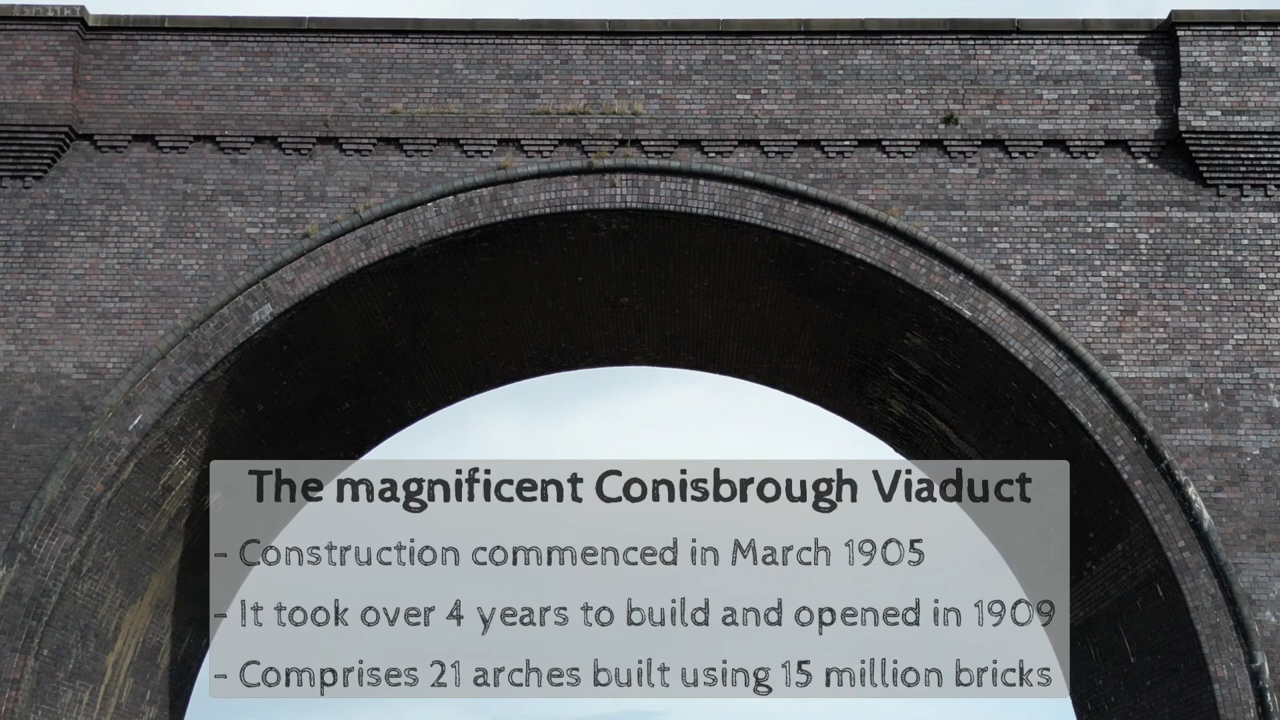 SMITHY
The magnificent Conisbrough Viaduct
- Construction commenced in March 1905
- It took over 4 years to build and opened in 1909
- Comprises 21 arches built using 15 million bricks